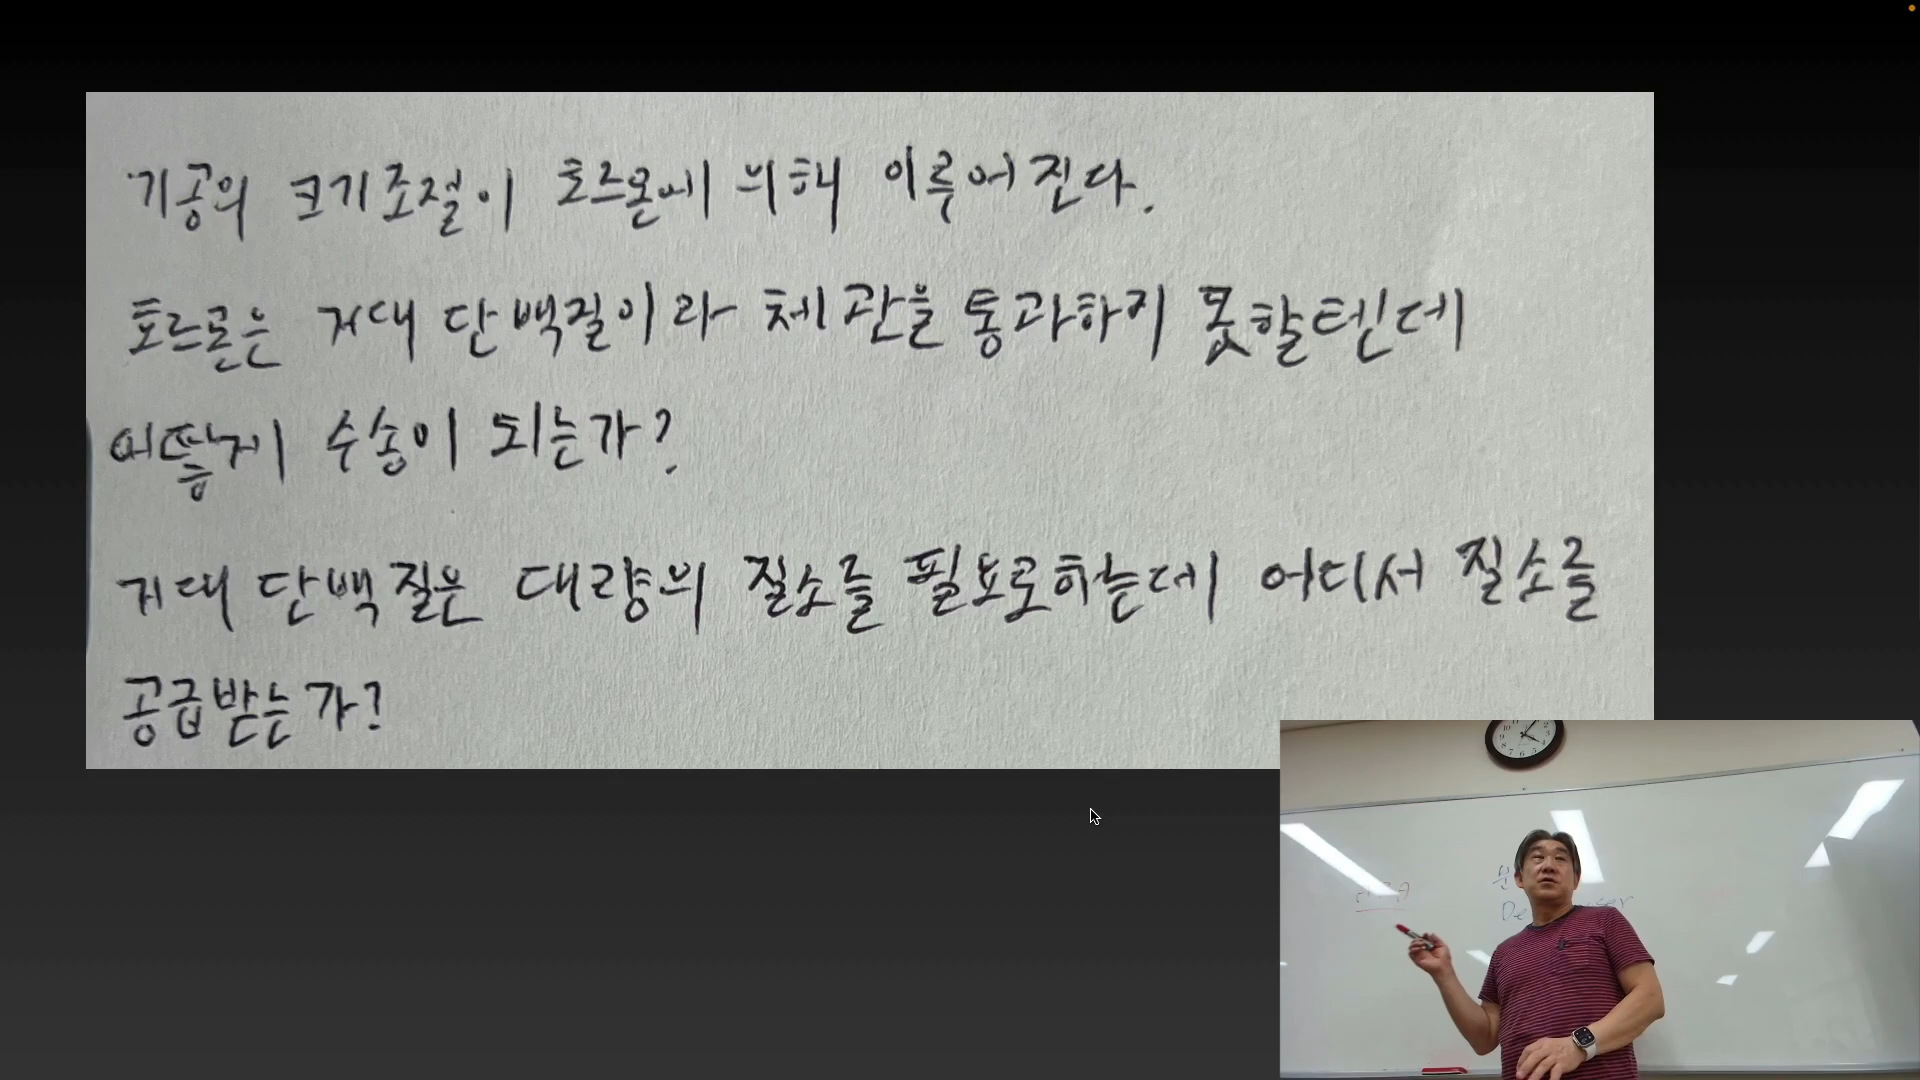 기공의 크기조절이 호르몬에 의해 이루어진다.
호르몬은 거대 단백질이라 체관을 통과하지 못할텐데
어떻게 수송이 되는가?
거대 단백질은 대량의 질소를 필요로하는데 어디서 질소를
공급받는가?